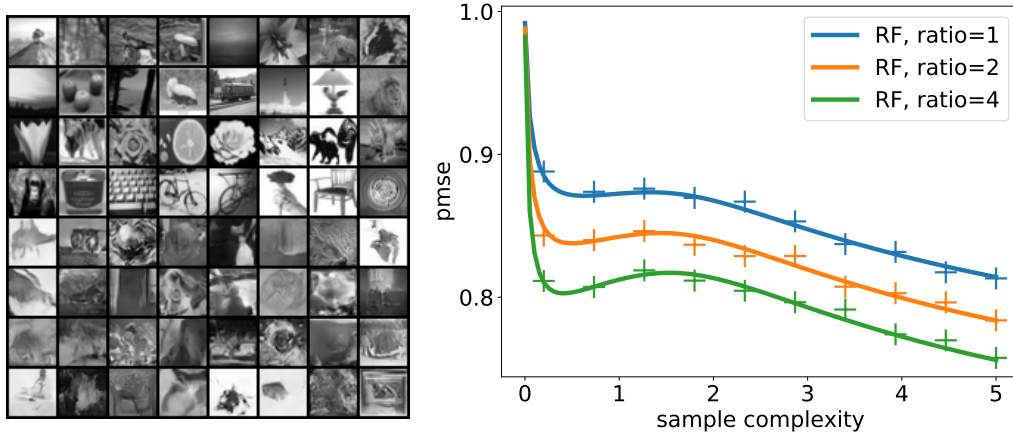 1.0
0.9
0.8
pmse
RF, ratio=1
RF, ratio=2
RF, ratio=4
0 1 2 3 4 5
sample complexity